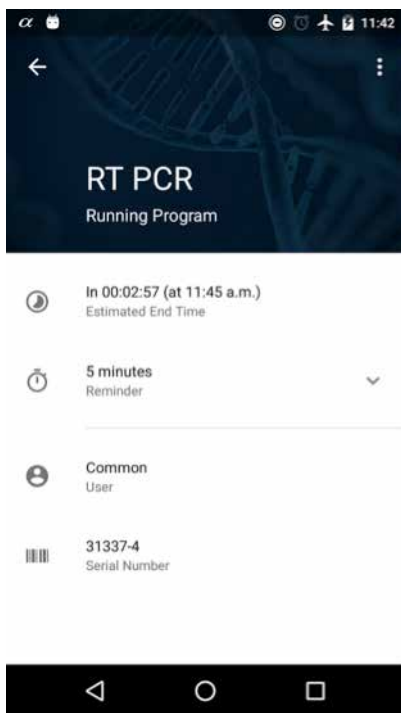 α
11:42
RT PCR
Running Program
In 00:02:57 (at 11:45 a.m.)
Estimated End Time
5 minutes
Reminder
Common
User
31337-4
Serial Number